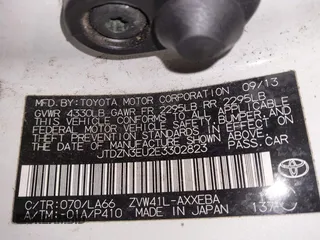 MFD. BY: TOYOTA MOTOR CORPORATION 09/13
GVWR 4330LB GAWR FR 2295LB RR 2295LB
THIS VEHICLE CONFORMS TO ALL APPLICABLE
FEDERAL MOTOR VEHICLE SAFETY, BUMPER, AND
THEFT PREVENTION STANDARDS IN EFFECT ON
THE DATE OF MANUFACTURE SHOWN ABOVE.
JTDZN3EU2E3302823 PASS.CAR
C/TR: 070/LA66 ZVW41L-AXXEBA
A/TM: -01A/P410 MADE IN JAPAN
TOYOTA